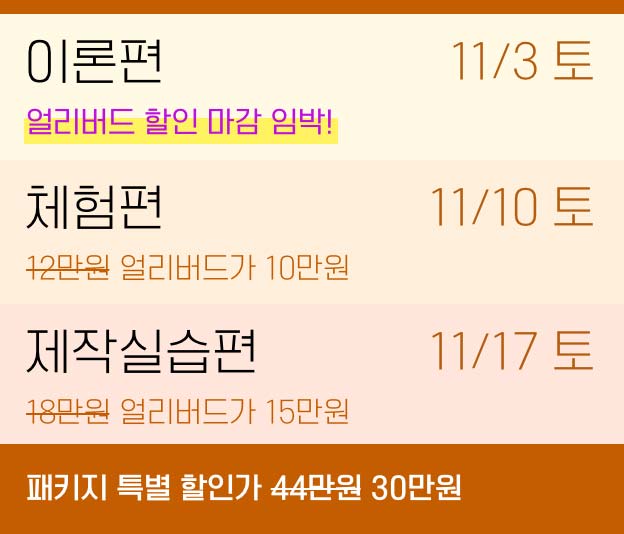 이론편 11/3 토
얼리버드 할인 마감 임박!
체험편 11/10 토
12만원 얼리버드가 10만원
제작실습편 11/17 토
18만원 얼리버드가 15만원
패키지 특별 할인가 44만원 30만원